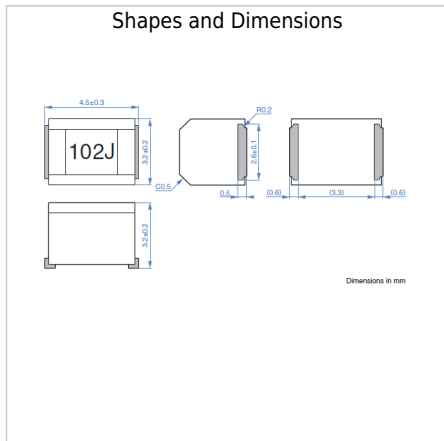 Shapes and Dimensions
4.5±0.3
102J
3.2±0.2
R0.2
2.6±0.1
C0.5
0.5
(0.6)
(3.3)
(0.6)
3.2±0.2
Dimensions in mm